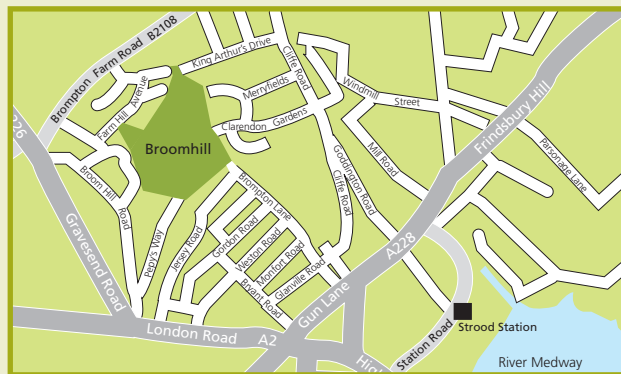 Brompton Farm Road B2108
King Arthur's Drive
Cliffe Road
Merryfields
Windmill
Street
Frindsbury Hill
Farm Hill
Avenue
Clarendon
Gardens
Parsonage Lane
Mill Road
Broomhill
Broom Hill
Road
Goddington Road
Cliffe Road
Brompton Lane
Pepy's Way
Jersey Road
Gordon Road
Weston Road
Monfort Road
Glanville Road
Bryant Road
Gravesend Road
A228
Gun Lane
London Road
A2
Station Road
Strood Station
River Medway